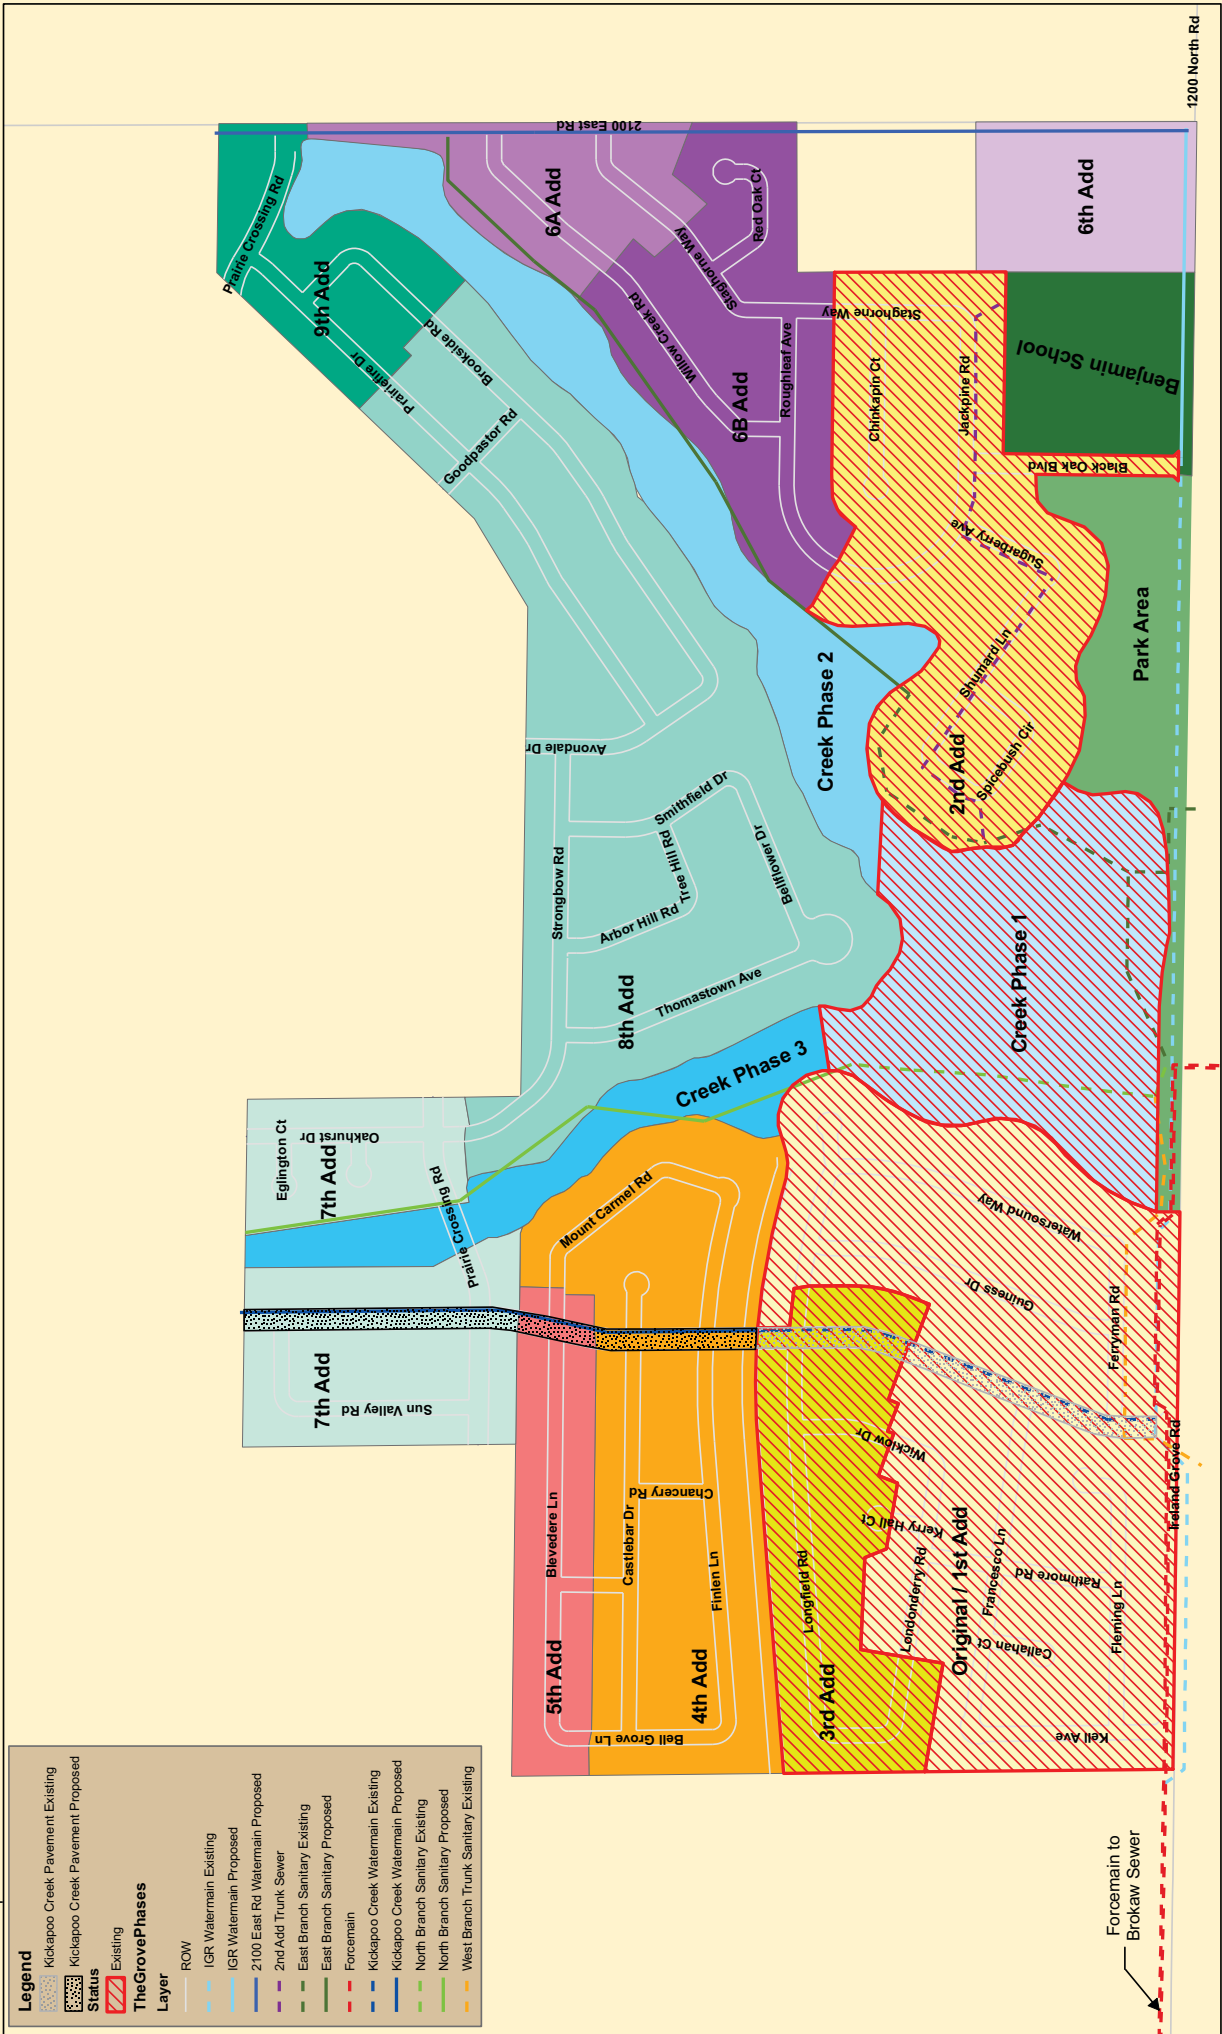 Legend
Kickapoo Creek Pavement Existing
Kickapoo Creek Pavement Proposed
Status
Existing
TheGrovePhases
Layer
ROW
IGR Watermain Existing
IGR Watermain Proposed
2100 East Rd Watermain Proposed
2nd Add Trunk Sewer
East Branch Sanitary Existing
East Branch Sanitary Proposed
Forcemain
Kickapoo Creek Watermain Existing
Kickapoo Creek Watermain Proposed
North Branch Sanitary Existing
North Branch Sanitary Proposed
West Branch Trunk Sanitary Existing
Forcemain to
Brokaw Sewer
5th Add
4th Add
3rd Add
Original / 1st Add
Bell Grove Ln
Blevedere Ln
Castlebar Dr
Chancery Rd
Finlen Ln
Mount Carmel Rd
Longfield Rd
Londonderry Rd
Kerry Hall Ct
Wicklow Dr
Francesco Ln
Callahan Ct
Rathmore Rd
Fleming Ln
Kell Ave
Ireland Grove Rd
Ferryman Rd
Guiness Dr
Watersound Way
7th Add
Sun Valley Rd
7th Add
Eglington Ct
Oakhurst Dr
Prairie Crossing Rd
Creek Phase 3
Creek Phase 1
Creek Phase 2
8th Add
Thomastown Ave
Arbor Hill Rd
Tree Hill Rd
Strongbow Rd
Smithfield Dr
Bellflower Dr
Avondale Dr
Goodpastor Rd
Brookside Rd
Prairiefire Dr
9th Add
Prairie Crossing Rd
2nd Add
Spicebush Cir
Shumard Ln
Sugarberry Ave
Park Area
Black Oak Blvd
Jackpine Rd
Chinkapin Ct
Staghorne Way
Benjamin School
6th Add
6B Add
Roughleaf Ave
Willow Creek Rd
Staghorne Way
Red Oak Ct
6A Add
2100 East Rd
1200 North Rd